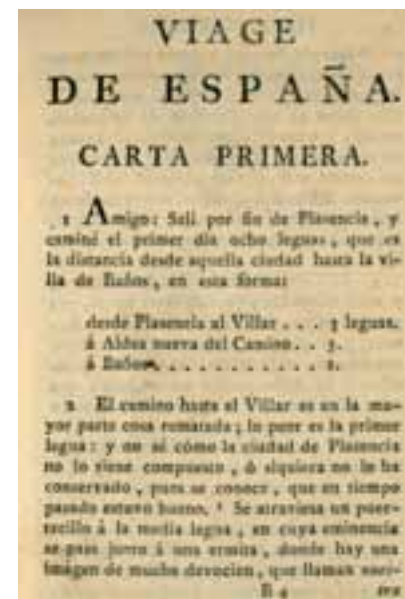 VIAGE
DE ESPAÑA.
CARTA PRIMERA.
1 Amigo: Salí por fin de Plasencia, y
caminé el primer dia ocho leguas, que es
la distancia desde aquella ciudad hasta la vi-
lla de Baños, en esta forma:
desde Plasencia al Villar . . . 3 leguas.
á Aldea nueva del Camino. . 3.
á Baños. . . . . . . . . . . 2.
2 El camino hasta el Villar es en la ma-
yor parte cosa rematada; lo peor es la primer
legua: y no sé cómo la ciudad de Plasencia
no lo tiene compuesto, ó siquiera no lo ha
conservado, pues se conoce, que en tiempo
pasado estuvo bueno. Se atraviesa un puer-
tecillo á la media legua, en cuya eminencia
se pasa junto á una ermita, donde hay una
imagen de mucha devocion, que llaman
B 4